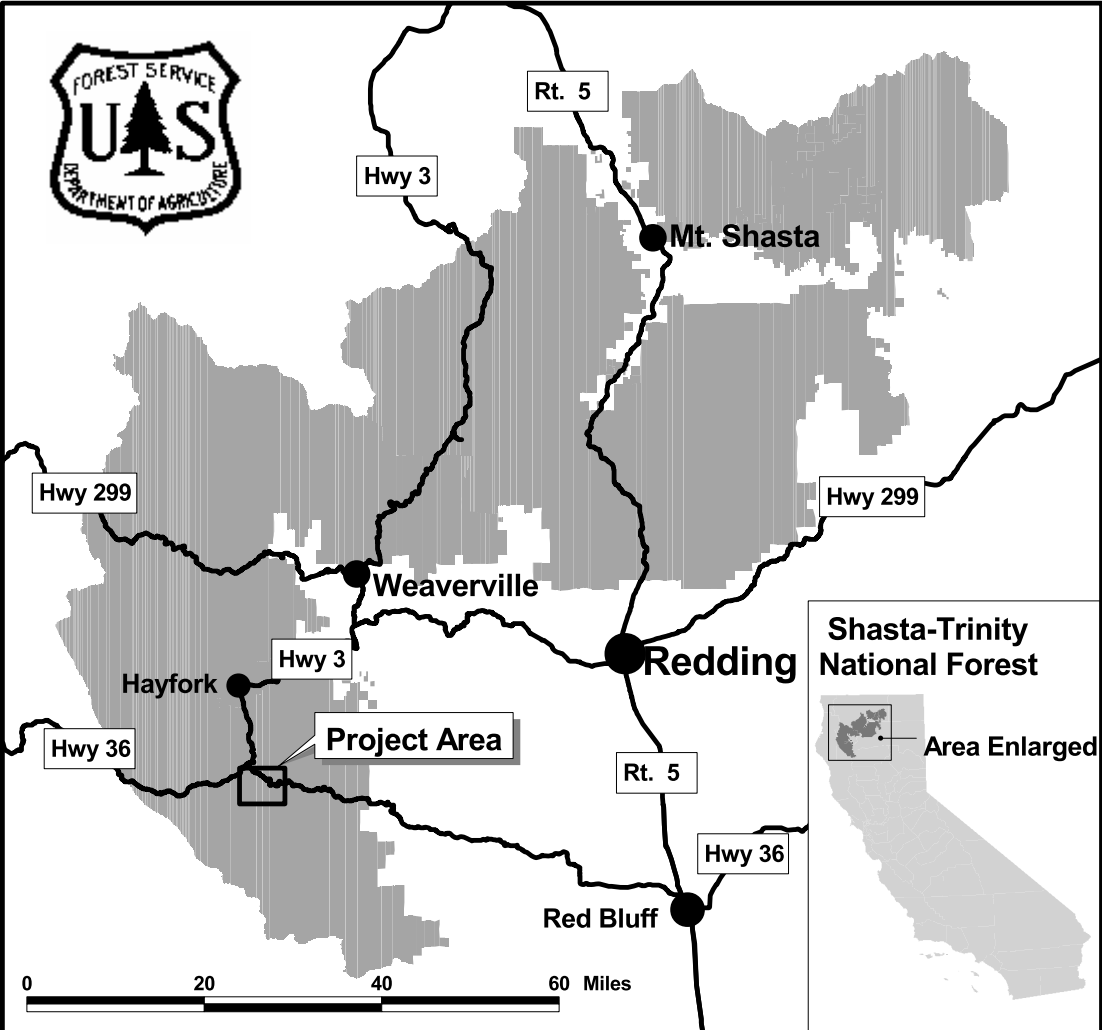 FOREST SERVICE
U S
DEPARTMENT OF AGRICULTURE
Rt. 5
Hwy 3
Mt. Shasta
Hwy 299
Hwy 299
Weaverville
Shasta-Trinity
National Forest
Hwy 3
Redding
Hayfork
Project Area
Hwy 36
Area Enlarged
Rt. 5
Hwy 36
Red Bluff
0 20 40 60 Miles